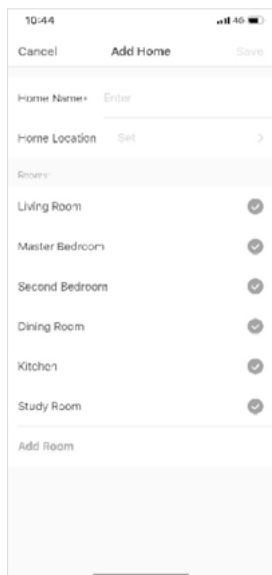 10:44 4G
Cancel Add Home Save
Home Name* Enter
Home Location Set
Rooms
Living Room
Master Bedroom
Second Bedroom
Dining Room
Kitchen
Study Room
Add Room